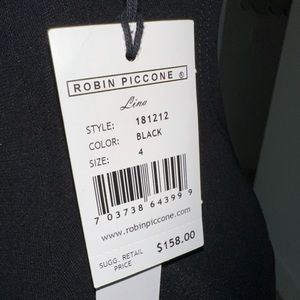 ROBIN PICCONE ®
Lina
STYLE: 181212
COLOR: BLACK
SIZE: 4
7 03738 64399 9
www.robinpiccone.com
SUGG. RETAIL
PRICE $158.00